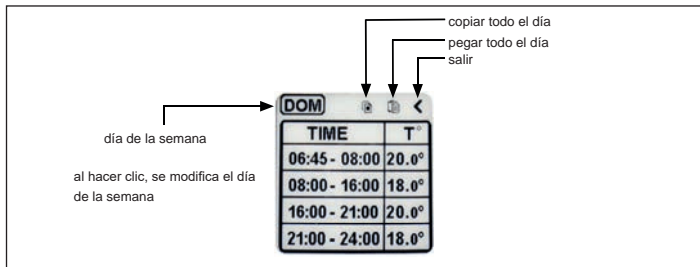 copiar todo el día
pegar todo el día
salir
DOM
día de la semana
al hacer clic, se modifica el día
de la semana
TIME T°
06:45 - 08:00 20.0°
08:00 - 16:00 18.0°
16:00 - 21:00 20.0°
21:00 - 24:00 18.0°